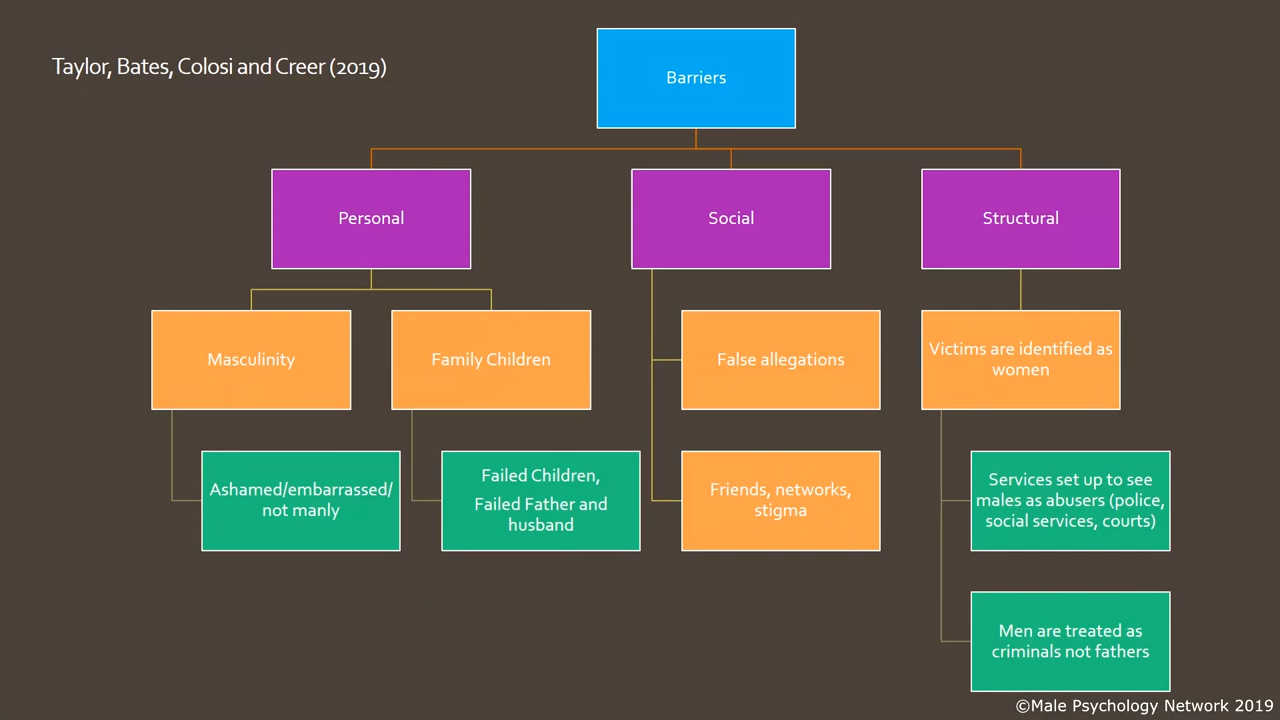 Taylor, Bates, Colosi and Creer (2019)
Barriers
Personal
Social
Structural
Masculinity
Family Children
False allegations
Victims are identified as
women
Ashamed/embarrassed/
not manly
Failed Children,
Failed Father and
husband
Friends, networks,
stigma
Services set up to see
males as abusers (police,
social services, courts)
Men are treated as
criminals not fathers
©Male Psychology Network 2019